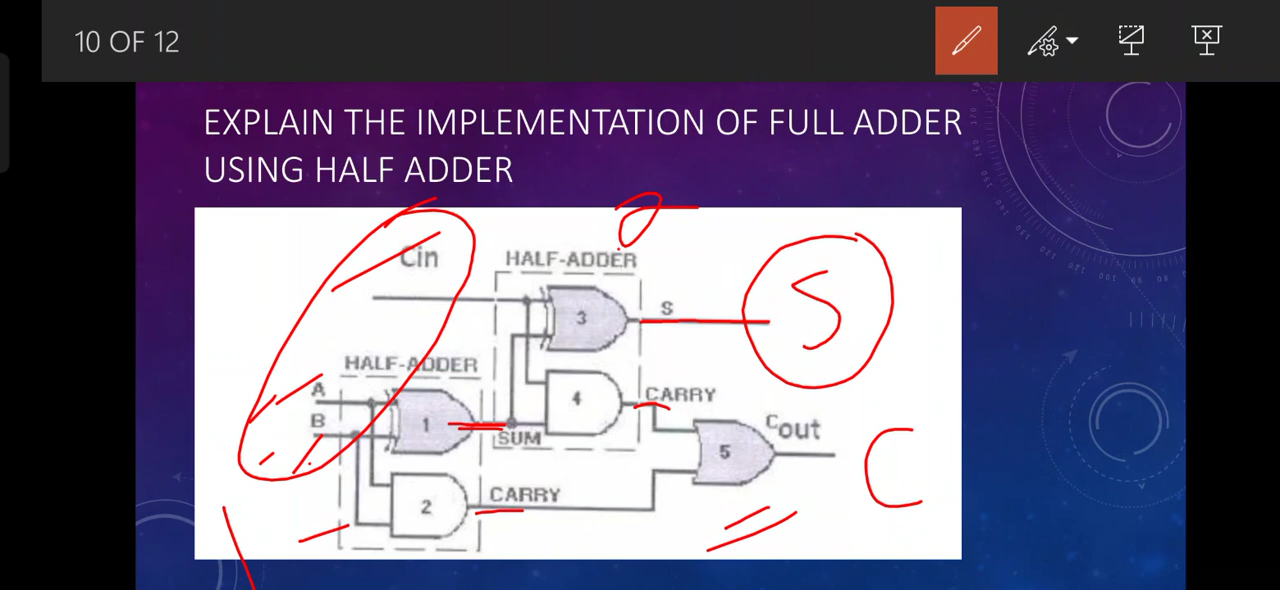 10 OF 12
EXPLAIN THE IMPLEMENTATION OF FULL ADDER
USING HALF ADDER
Cin
HALF-ADDER
3
S
S
HALF-ADDER
A
B
1
SUM
4
CARRY
5
Cout
C
2
CARRY